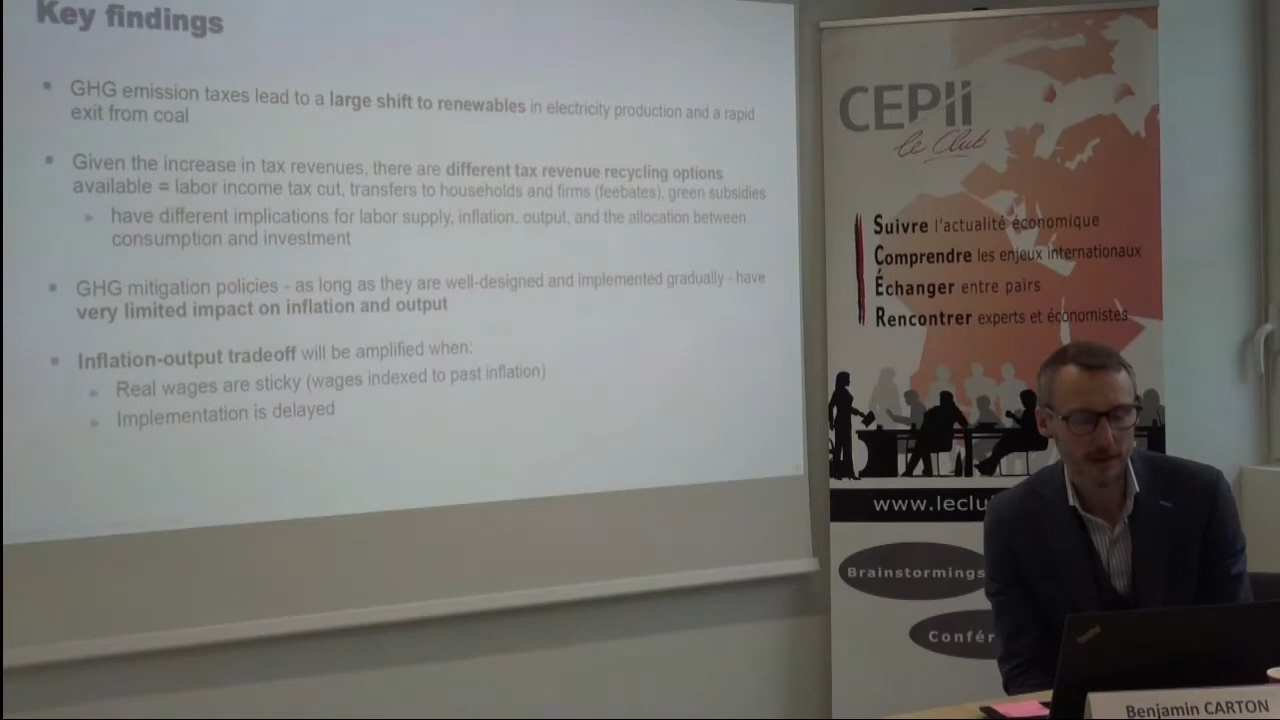 Key findings
GHG emission taxes lead to a large shift to renewables in electricity production and a rapid
exit from coal
Given the increase in tax revenues, there are different tax revenue recycling options
available = labor income tax cut, transfers to households and firms (feebates), green subsidies
have different implications for labor supply, inflation, output, and the allocation between
consumption and investment
GHG mitigation policies - as long as they are well-designed and implemented gradually - have
very limited impact on inflation and output
Inflation-output tradeoff will be amplified when:
Real wages are sticky (wages indexed to past inflation)
Implementation is delayed
CEPII
le Club
Suivre l'actualité économique
Comprendre les enjeux internationaux
Échanger entre pairs
Rencontrer experts et économistes
www.leclu
Brainstormings
Confér
ThinkPad
Benjamin CARTON